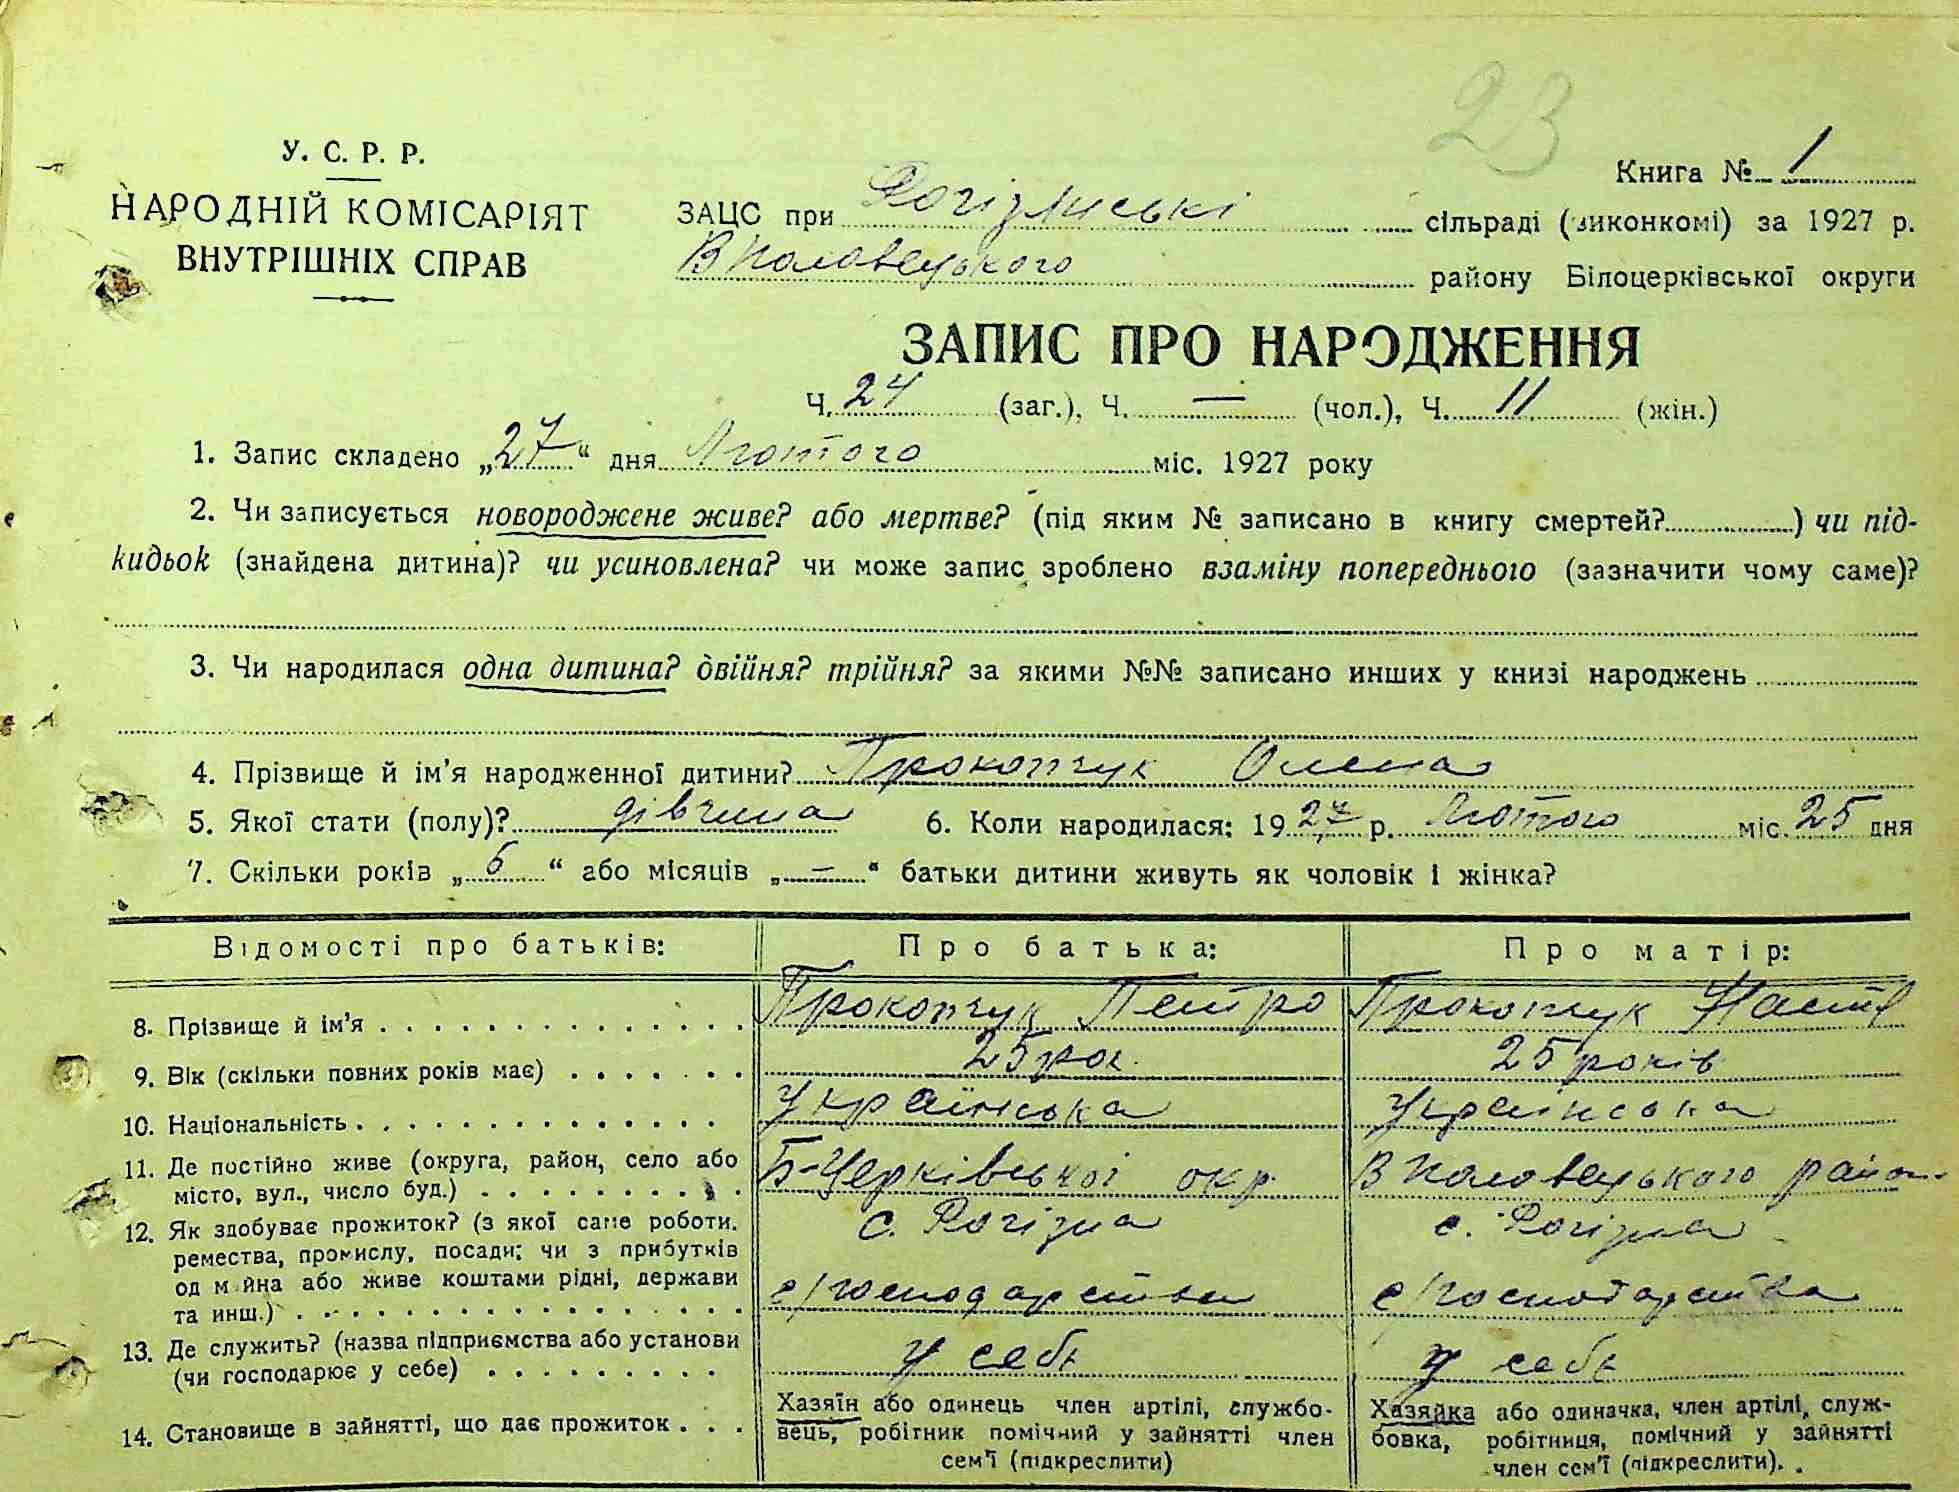 23
У. С. Р. Р.
НАРОДНІЙ КОМІСАРІЯТ
ВНУТРІШНІХ СПРАВ
Книга № 1
ЗАЦС при Рогізянські сільраді (виконкомі) за 1927 р.
ВПоловецького району Білоцерківської округи
ЗАПИС ПРО НАРОДЖЕННЯ
Ч. 24 (заг.), Ч. — (чол.), Ч. 11 (жін.)
1. Запис складено „27“ дня Лютого міс. 1927 року
2. Чи записується новороджене живе? або мертве? (під яким № записано в книгу смертей?) чи під-
кидьок (знайдена дитина)? чи усиновлена? чи може запис зроблено взаміну попереднього (зазначити чому саме)?
3. Чи народилася одна дитина? двійня? трійня? за якими №№ записано инших у книзі народжень
4. Прізвище й ім'я народженної дитини? Прокопчук Олена
5. Якої стати (полу)? дівчина 6. Коли народилася: 1927 р. Лютого міс. 25 дня
7. Скільки років „6“ або місяців „—“ батьки дитини живуть як чоловік і жінка?
Відомості про батьків: Про батька: Про матір:
8. Прізвище й ім'я Прокопчук Петро Прокопчук Настя
9. Вік (скільки повних років має) 25 рок. 25 років
10. Національність Українська Українська
11. Де постійно живе (округа, район, село або
місто, вул., число буд.) Б-Церківської окр. ВПоловецького район
с. Рогізна с. Рогізна
12. Як здобуває прожиток? (з якої саме роботи,
ремества, промислу, посади; чи з прибутків
од майна або живе коштами рідні, держави
та инш.) с/господарства с/господарства
13. Де служить? (назва підприємства або установи
(чи господарює у себе) у себе у себе
14. Становище в зайнятті, що дає прожиток
Хазяїн або одинець член артілі, службо-
вець, робітник помічний у зайнятті член
сем'ї (підкреслити)
Хазяйка або одиначка, член артілі, служ-
бовка, робітниця, помічний у зайнятті
член сем'ї (підкреслити).